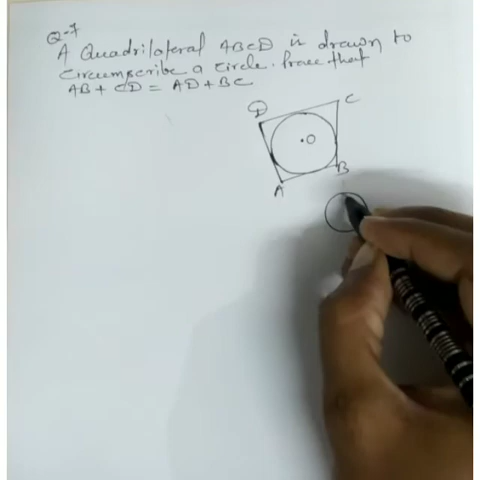 Q-7
A Quadrilateral ABCD is drawn to
circumscribe a circle. Prove that
AB + CD = AD + BC
D
C
O
B
A